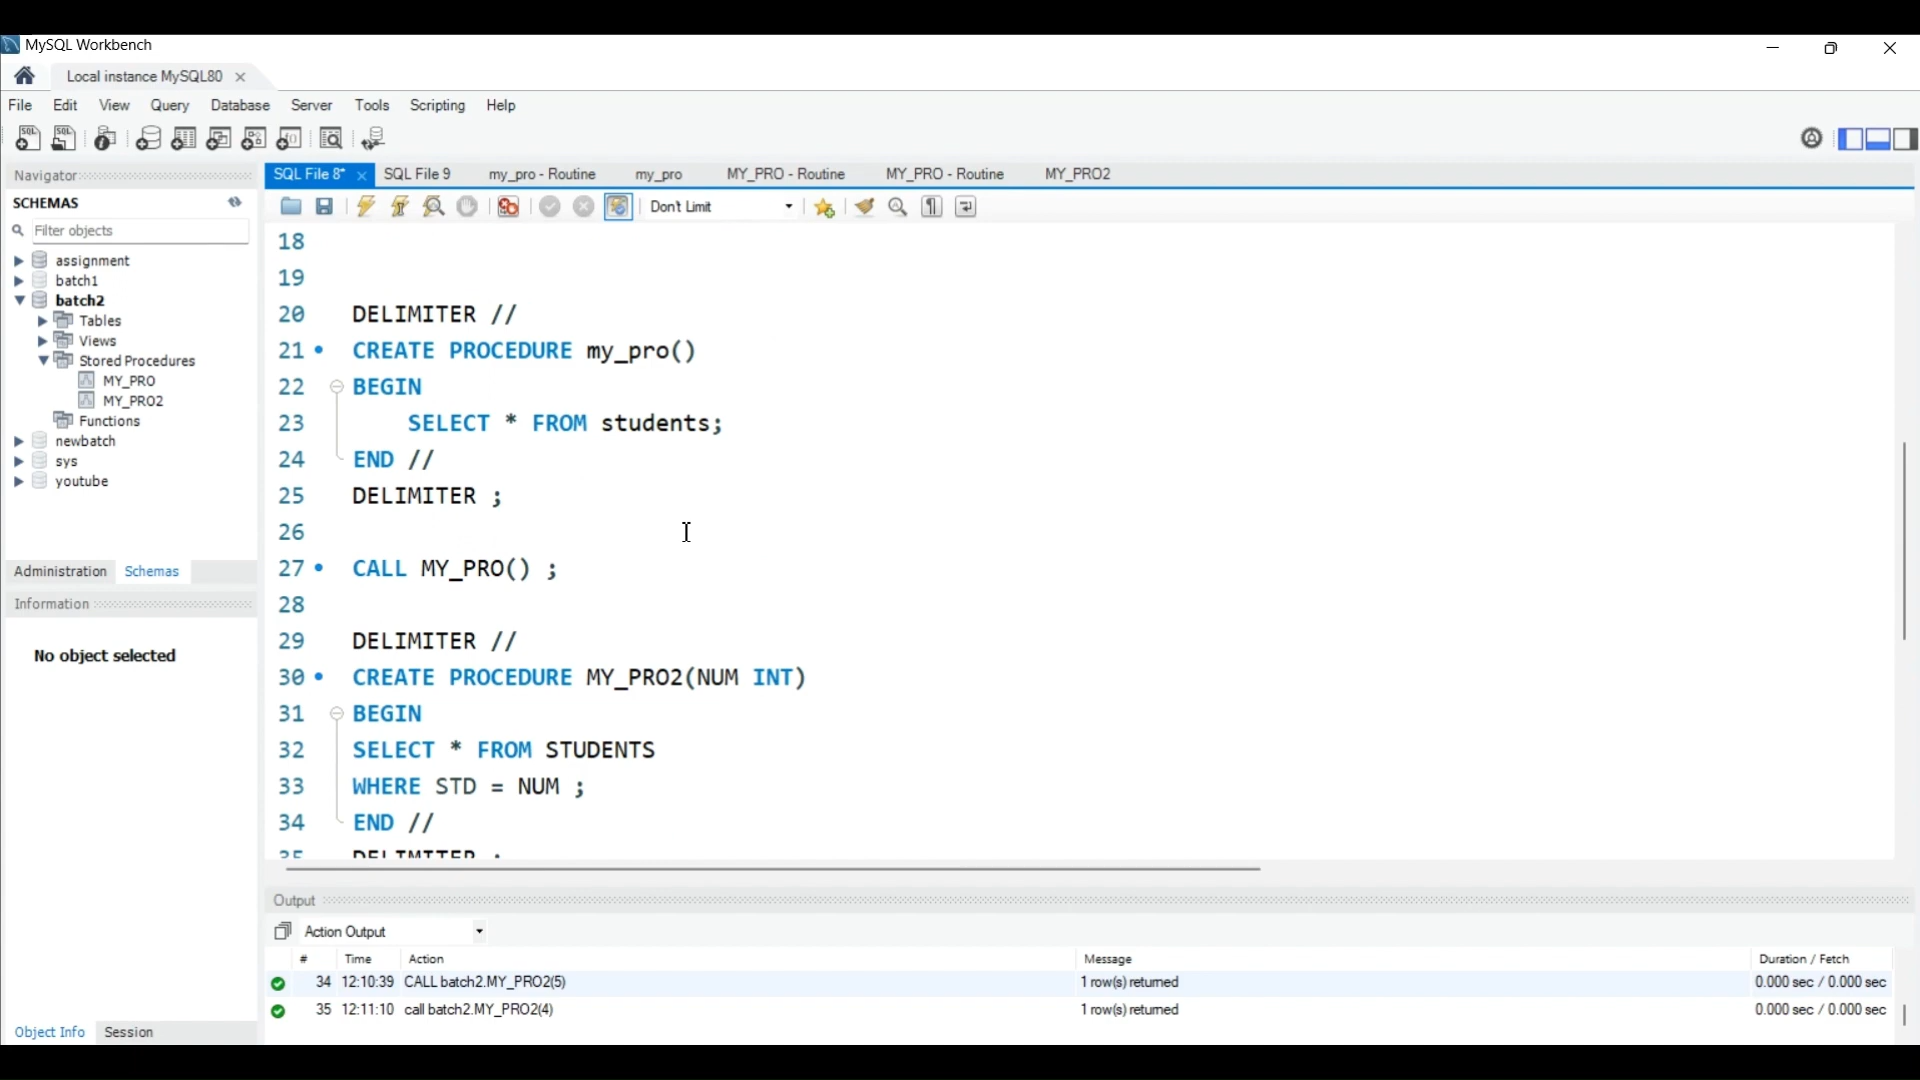 MySQL Workbench
Local instance MySQL80
File Edit View Query Database Server Tools Scripting Help
Navigator
SCHEMAS
Filter objects
assignment
batch1
batch2
Tables
Views
Stored Procedures
MY_PRO
MY_PRO2
Functions
newbatch
sys
youtube
Administration Schemas
Information
No object selected
Object Info Session
SQL File 8* SQL File 9 my_pro - Routine my_pro MY_PRO - Routine MY_PRO - Routine MY_PRO2
Don't Limit
18
19
20 DELIMITER //
21 CREATE PROCEDURE my_pro()
22 BEGIN
23 SELECT * FROM students;
24 END //
25 DELIMITER ;
26
27 CALL MY_PRO() ;
28
29 DELIMITER //
30 CREATE PROCEDURE MY_PRO2(NUM INT)
31 BEGIN
32 SELECT * FROM STUDENTS
33 WHERE STD = NUM ;
34 END //
35 DELIMITER ;
Output
Action Output
# Time Action Message Duration / Fetch
34 12:10:39 CALL batch2.MY_PRO2(5) 1 row(s) returned 0.000 sec / 0.000 sec
35 12:11:10 call batch2.MY_PRO2(4) 1 row(s) returned 0.000 sec / 0.000 sec